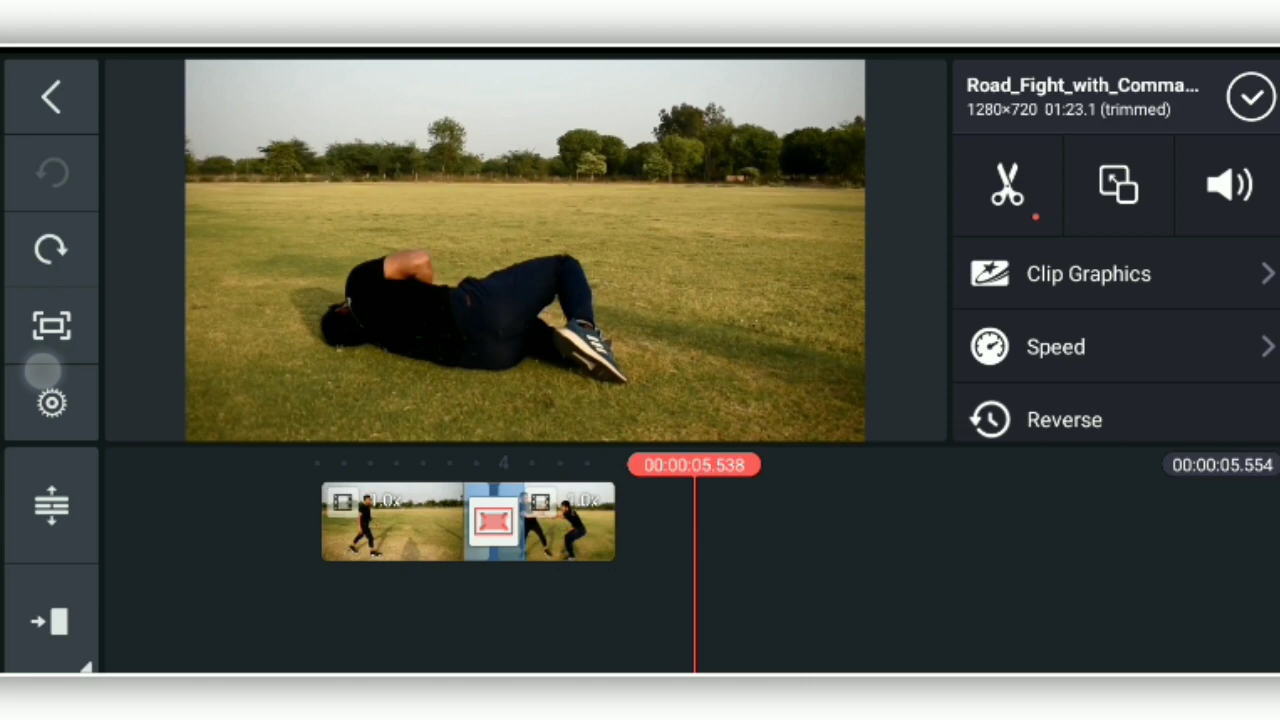 Road_Fight_with_Comma...
1280×720 01:23.1 (trimmed)
Clip Graphics
Speed
Reverse
4
00:00:05.538
00:00:05.554
1.0x
1.0x